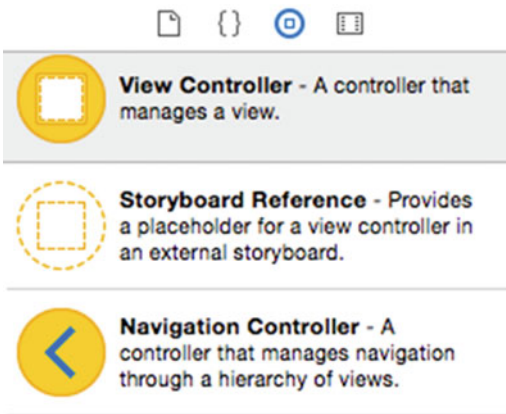 View Controller - A controller that
manages a view.
Storyboard Reference - Provides
a placeholder for a view controller in
an external storyboard.
Navigation Controller - A
controller that manages navigation
through a hierarchy of views.